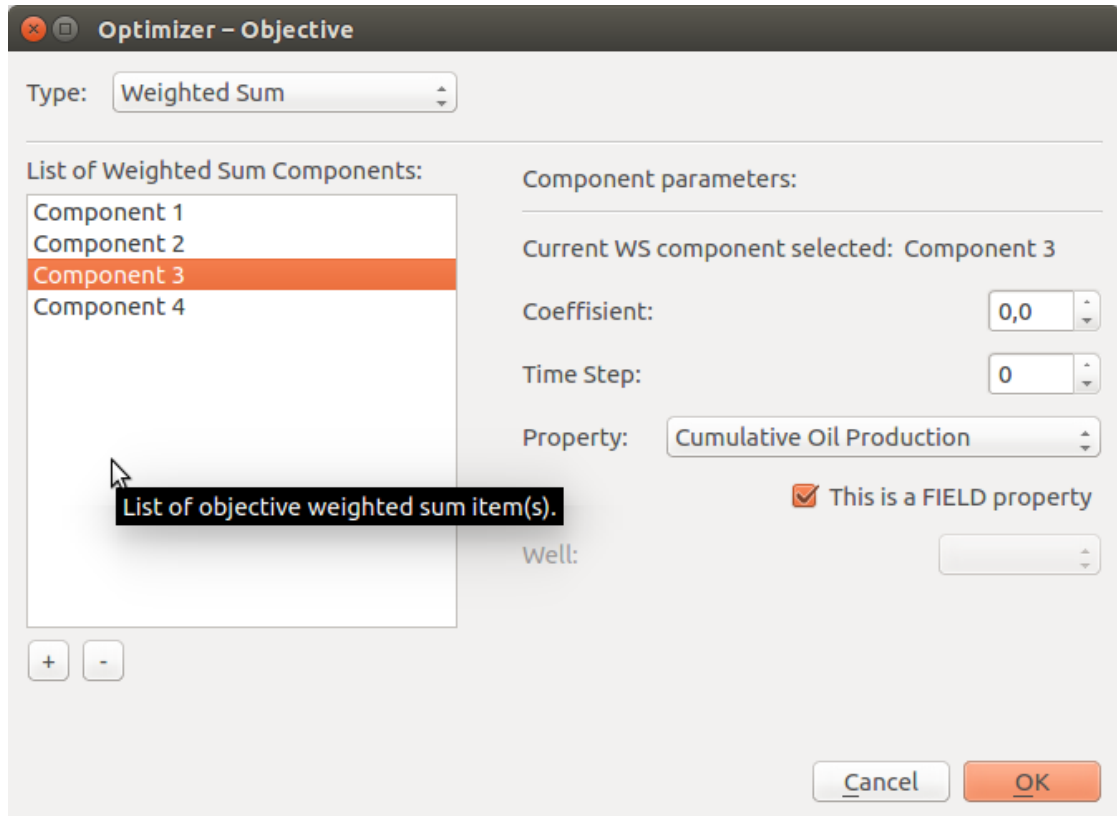 Optimizer – Objective
Type: Weighted Sum
List of Weighted Sum Components:
Component 1
Component 2
Component 3
Component 4
List of objective weighted sum item(s).
+ -
Component parameters:
Current WS component selected: Component 3
Coeffisient: 0,0
Time Step: 0
Property: Cumulative Oil Production
This is a FIELD property
Well:
Cancel OK